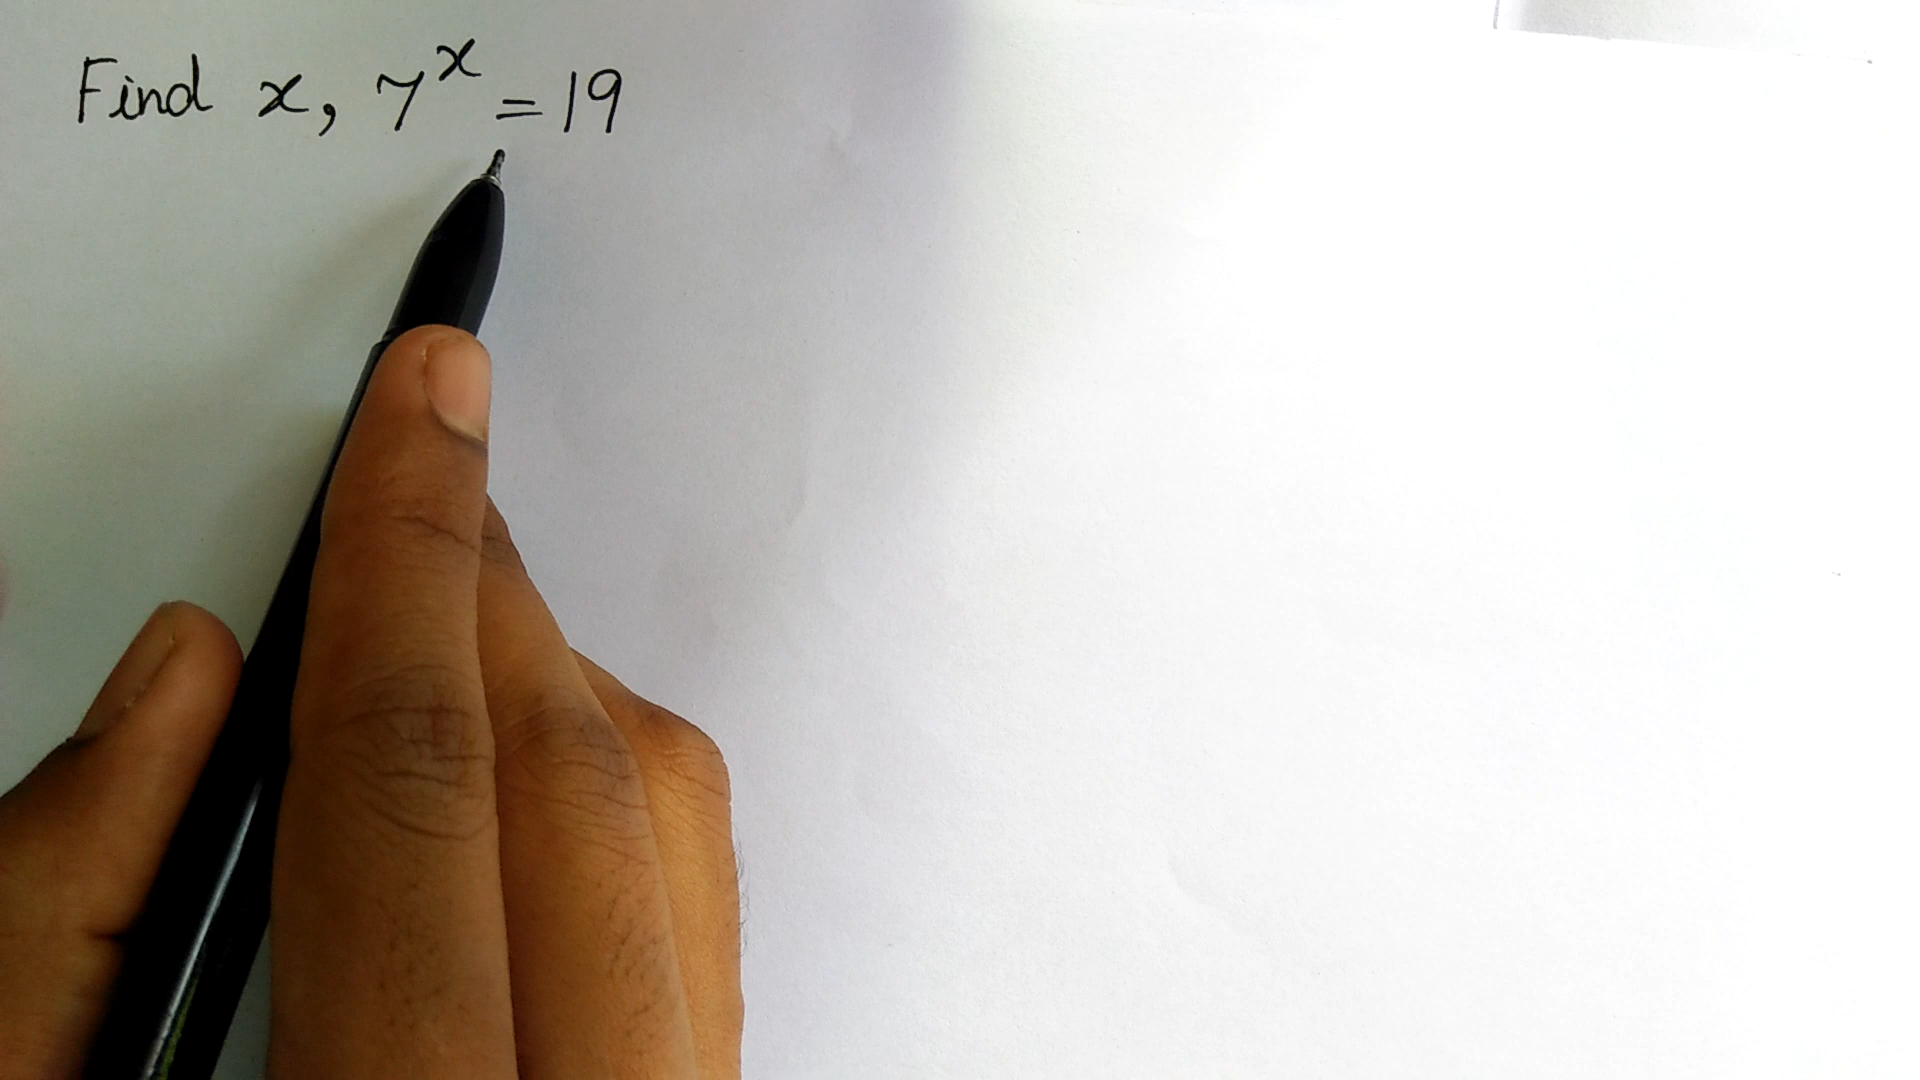 Find x, 7^x = 19